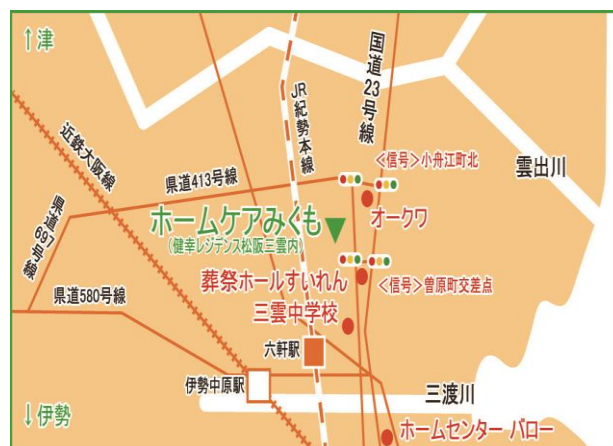 ↑津
国道23号線
JR紀勢本線
近鉄大阪線
<信号>小舟江町北
雲出川
県道413号線
オークワ
県道697号線
ホームケアみくも
(健幸レジデンス松阪三雲内)
葬祭ホールすいれん
<信号>曽原町交差点
県道580号線
三雲中学校
六軒駅
伊勢中原駅
三渡川
↓伊勢
ホームセンター バロー